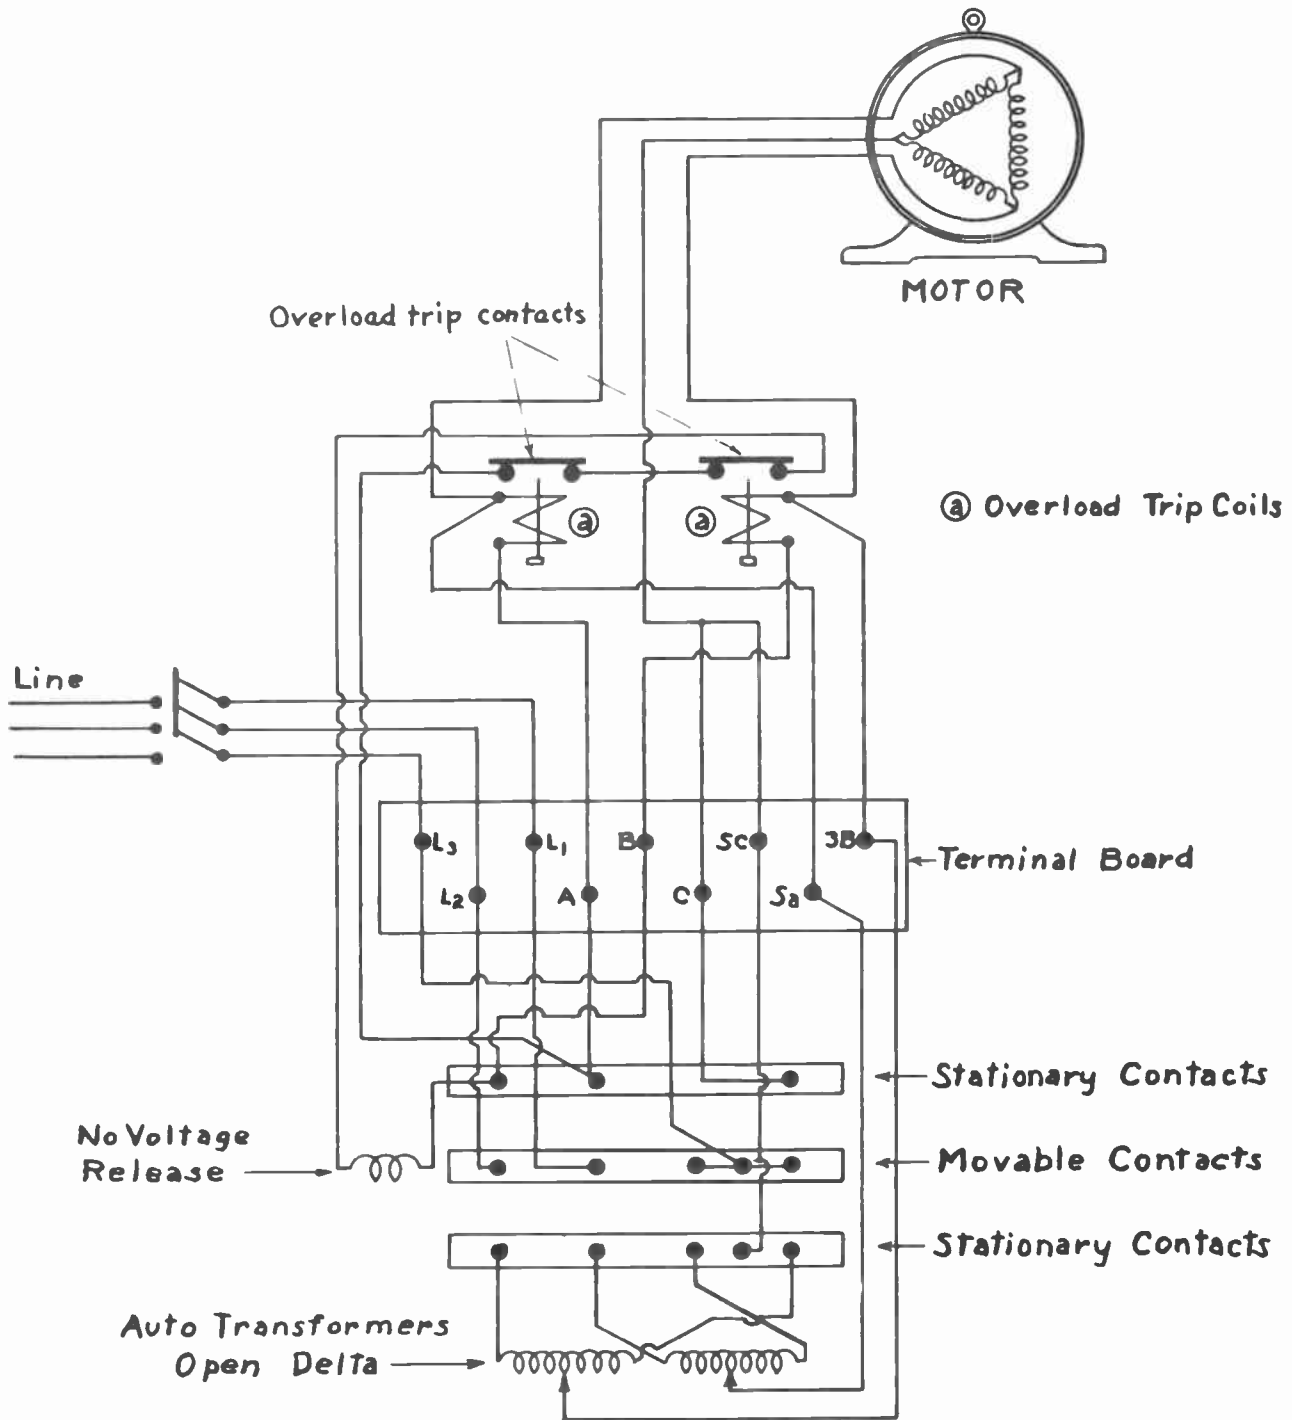 MOTOR
Overload trip contacts
ⓐ ⓐ
ⓐ Overload Trip Coils
Line
L3 L1 B Sc 3B
L2 A C Sa
Terminal Board
Stationary Contacts
No Voltage
Release
Movable Contacts
Stationary Contacts
Auto Transformers
Open Delta